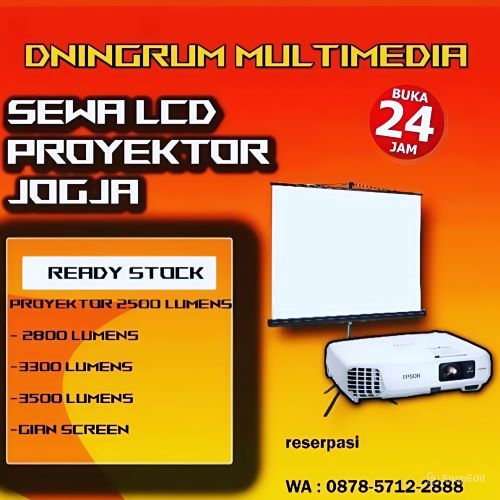 DNINGRUM MULTIMEDIA
SEWA LCD
PROYEKTOR
JOGJA
BUKA
24
JAM
READY STOCK
PROYEKTOR 2500 LUMENS
- 2800 LUMENS
-3300 LUMENS
-3500 LUMENS
-GIAN SCREEN
EPSON
reserpasi
WA : 0878-5712-2888
SnapEdit